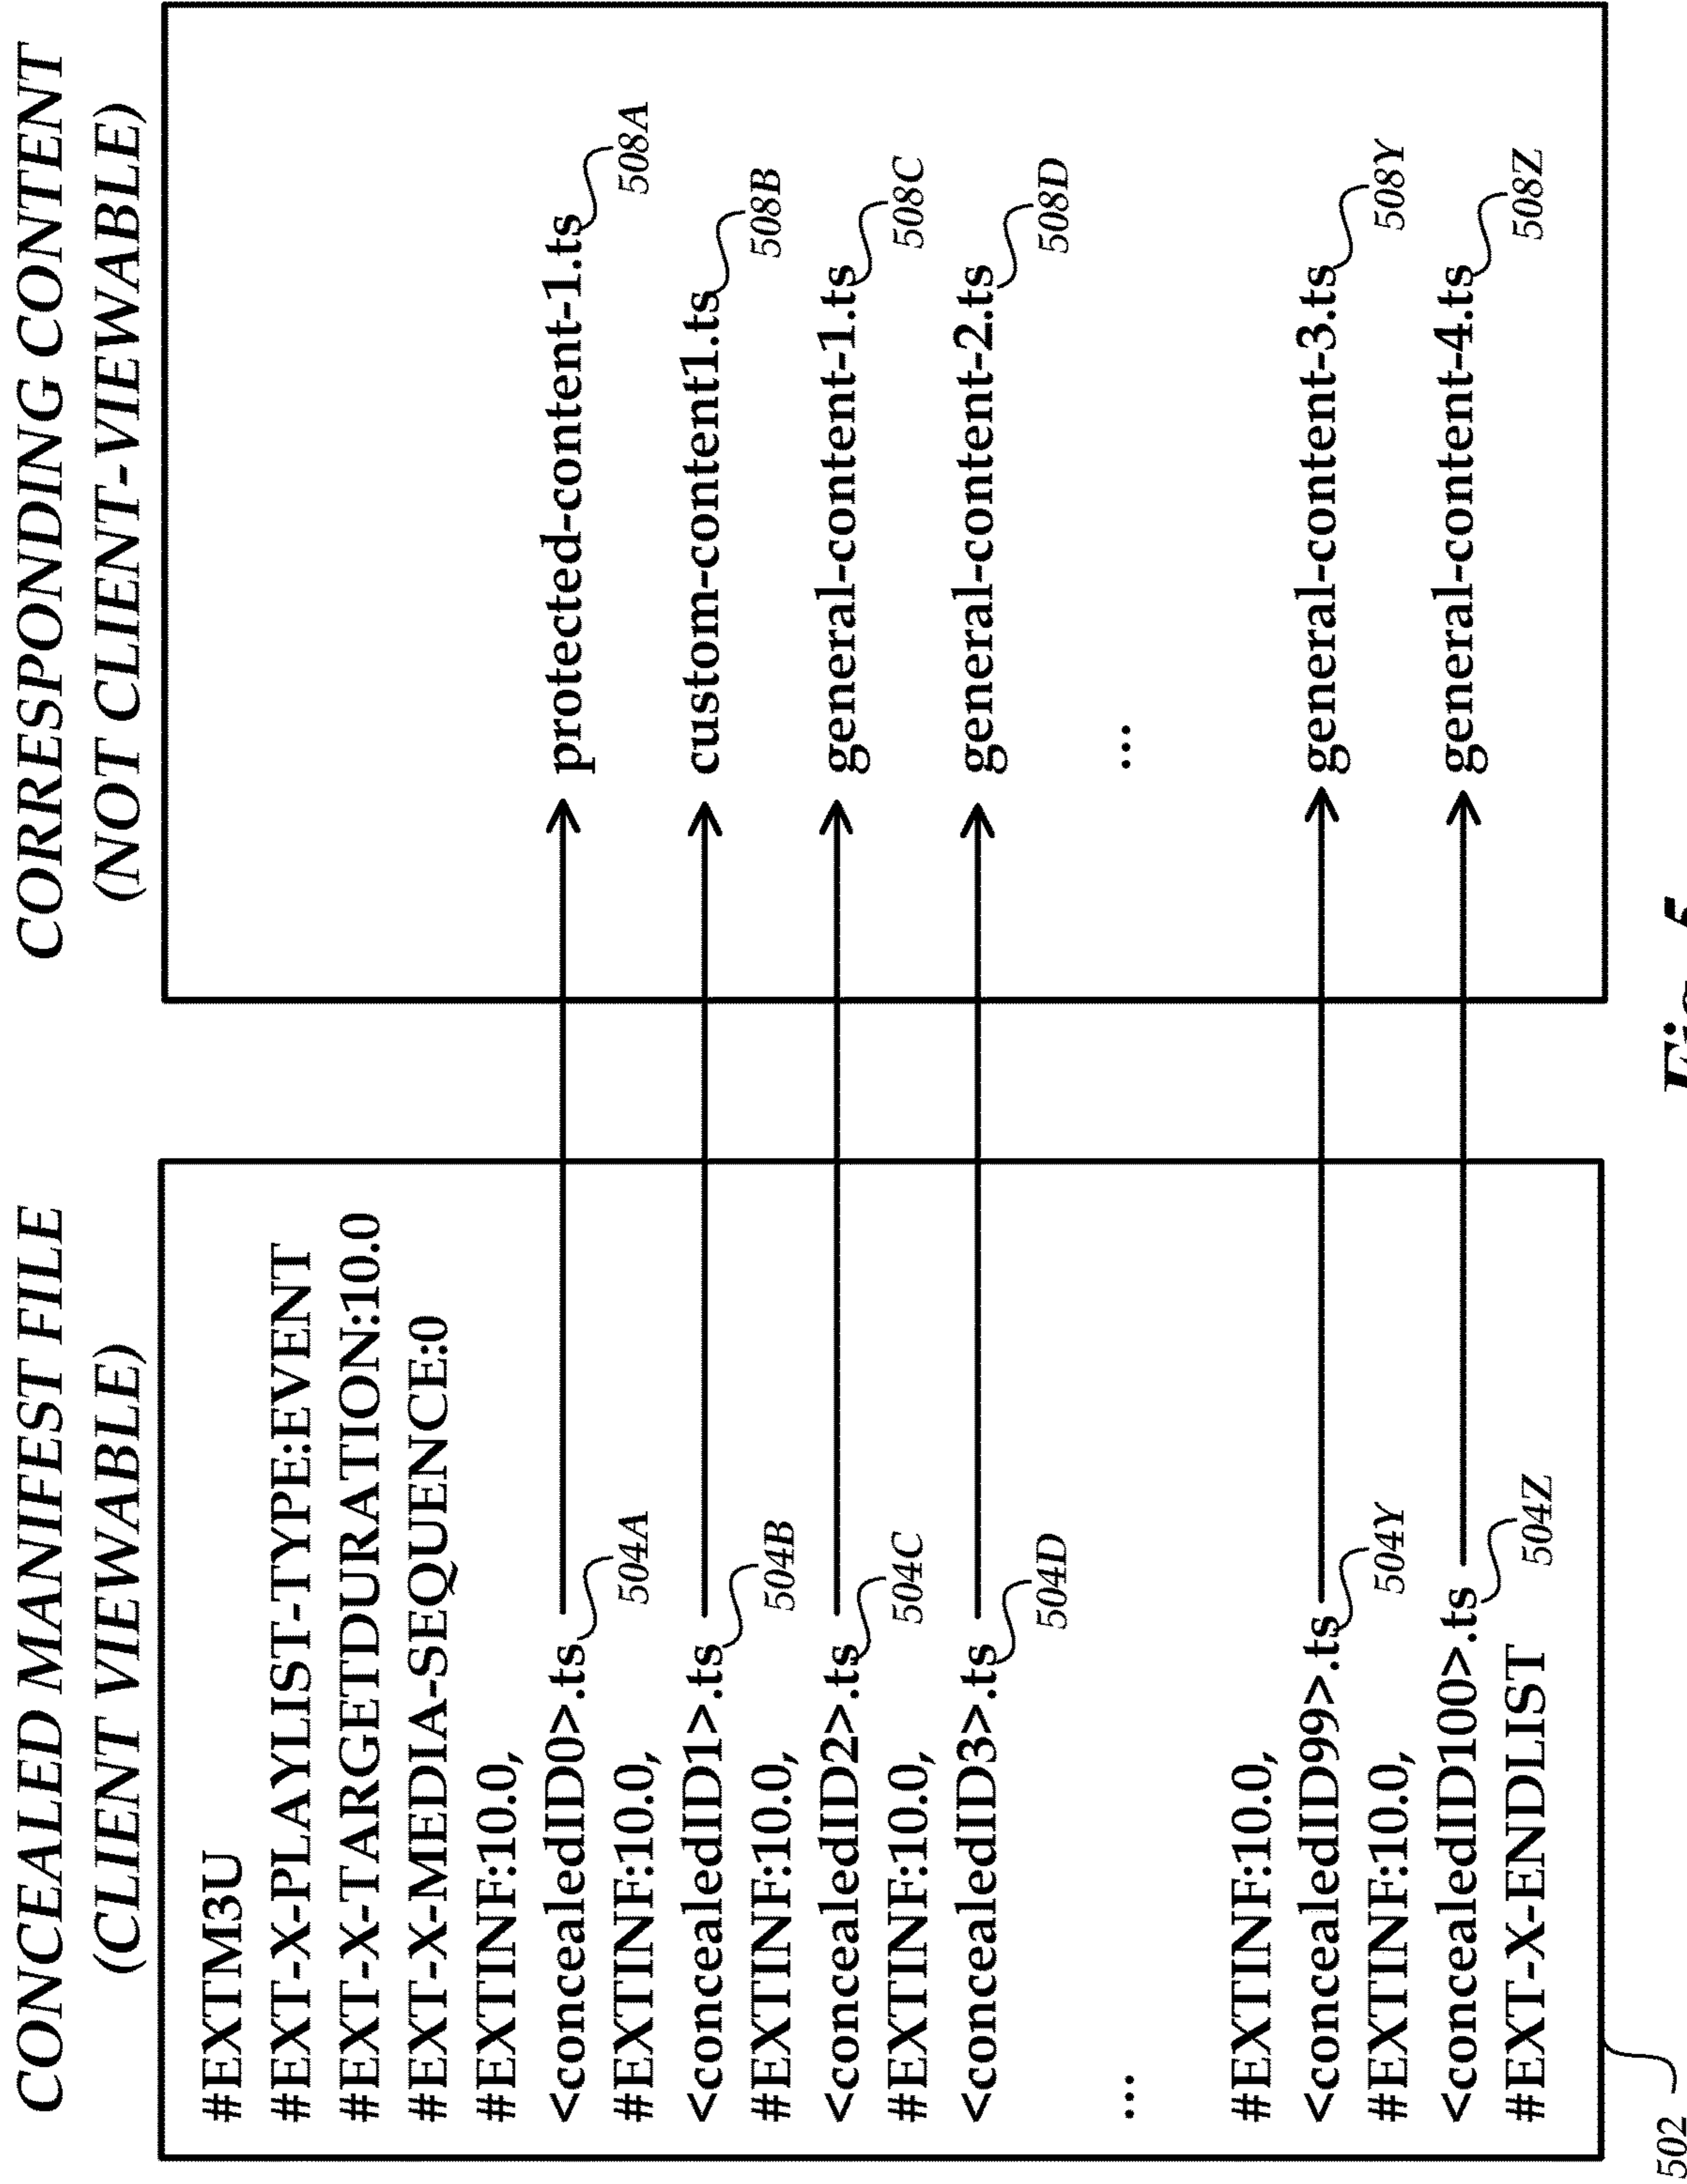 CONCEALED MANIFEST FILE
(CLIENT VIEWABLE)
#EXTM3U
#EXT-X-PLAYLIST-TYPE:EVENT
#EXT-X-TARGETDURATION:10.0
#EXT-X-MEDIA-SEQUENCE:0
#EXTINF:10.0,
<concealedID0>.ts
504A
#EXTINF:10.0,
<concealedID1>.ts
504B
#EXTINF:10.0,
<concealedID2>.ts
504C
#EXTINF:10.0,
<concealedID3>.ts
504D
...
#EXTINF:10.0,
<concealedID99>.ts
504Y
#EXTINF:10.0,
<concealedID100>.ts
504Z
#EXT-X-ENDLIST
502
CORRESPONDING CONTENT
(NOT CLIENT-VIEWABLE)
protected-content-1.ts
508A
custom-content1.ts
508B
general-content-1.ts
508C
general-content-2.ts
508D
...
general-content-3.ts
508Y
general-content-4.ts
508Z